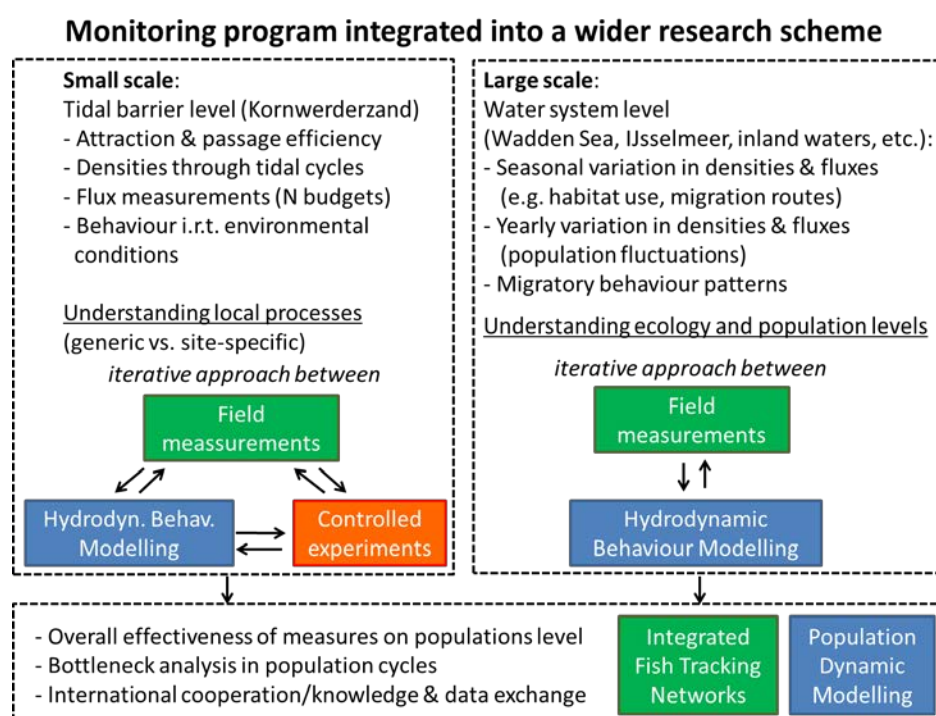 Monitoring program integrated into a wider research scheme
Small scale:
Tidal barrier level (Kornwerderzand)
- Attraction & passage efficiency
- Densities through tidal cycles
- Flux measurements (N budgets)
- Behaviour i.r.t. environmental
conditions
Understanding local processes
(generic vs. site-specific)
iterative approach between
Field
meassurements
Hydrodyn. Behav.
Modelling
Controlled
experiments
Large scale:
Water system level
(Wadden Sea, IJsselmeer, inland waters, etc.):
- Seasonal variation in densities & fluxes
(e.g. habitat use, migration routes)
- Yearly variation in densities & fluxes
(population fluctuations)
- Migratory behaviour patterns
Understanding ecology and population levels
iterative approach between
Field
measurements
Hydrodynamic
Behaviour Modelling
- Overall effectiveness of measures on populations level
- Bottleneck analysis in population cycles
- International cooperation/knowledge & data exchange
Integrated
Fish Tracking
Networks
Population
Dynamic
Modelling